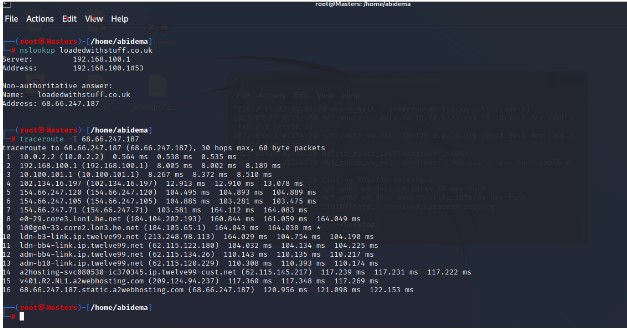 root@Masters: /home/abidema
File Actions Edit View Help
(root㉿Masters)-[/home/abidema]
# nslookup loadedwithstuff.co.uk
Server: 192.168.100.1
Address: 192.168.100.1#53
Non-authoritative answer:
Name: loadedwithstuff.co.uk
Address: 68.66.247.187
(root㉿Masters)-[/home/abidema]
# traceroute -I 68.66.247.187
traceroute to 68.66.247.187 (68.66.247.187), 30 hops max, 60 byte packets
1 10.0.2.2 (10.0.2.2) 0.564 ms 0.538 ms 0.535 ms
2 192.168.100.1 (192.168.100.1) 8.005 ms 8.002 ms 8.189 ms
3 10.100.101.1 (10.100.101.1) 8.267 ms 8.372 ms 8.510 ms
4 102.134.16.197 (102.134.16.197) 12.913 ms 12.910 ms 13.078 ms
5 154.66.247.120 (154.66.247.120) 104.495 ms 104.893 ms 104.889 ms
6 154.66.247.105 (154.66.247.105) 104.885 ms 103.281 ms 103.475 ms
7 154.66.247.71 (154.66.247.71) 103.581 ms 164.112 ms 164.083 ms
8 e0-29.core3.lon1.he.net (184.104.202.193) 160.844 ms 161.059 ms 164.049 ms
9 100ge0-33.core2.lon3.he.net (184.105.65.1) 164.043 ms 164.038 ms *
10 ldn-b3-link.ip.twelve99.net (213.248.98.113) 164.029 ms 104.754 ms 104.190 ms
11 ldn-bb4-link.ip.twelve99.net (62.115.122.180) 104.032 ms 104.134 ms 104.225 ms
12 adm-bb4-link.ip.twelve99.net (62.115.134.26) 110.143 ms 110.135 ms 110.217 ms
13 adm-b10-link.ip.twelve99.net (62.115.120.229) 110.308 ms 110.393 ms 110.174 ms
14 a2hosting-svc080530-ic370345.ip.twelve99-cust.net (62.115.145.217) 117.239 ms 117.231 ms 117.222 ms
15 v401.R2.NL1.a2webhosting.com (209.124.94.237) 117.360 ms 117.348 ms 117.269 ms
16 68.66.247.187.static.a2webhosting.com (68.66.247.187) 120.956 ms 121.098 ms 122.153 ms
(root㉿Masters)-[/home/abidema]
#